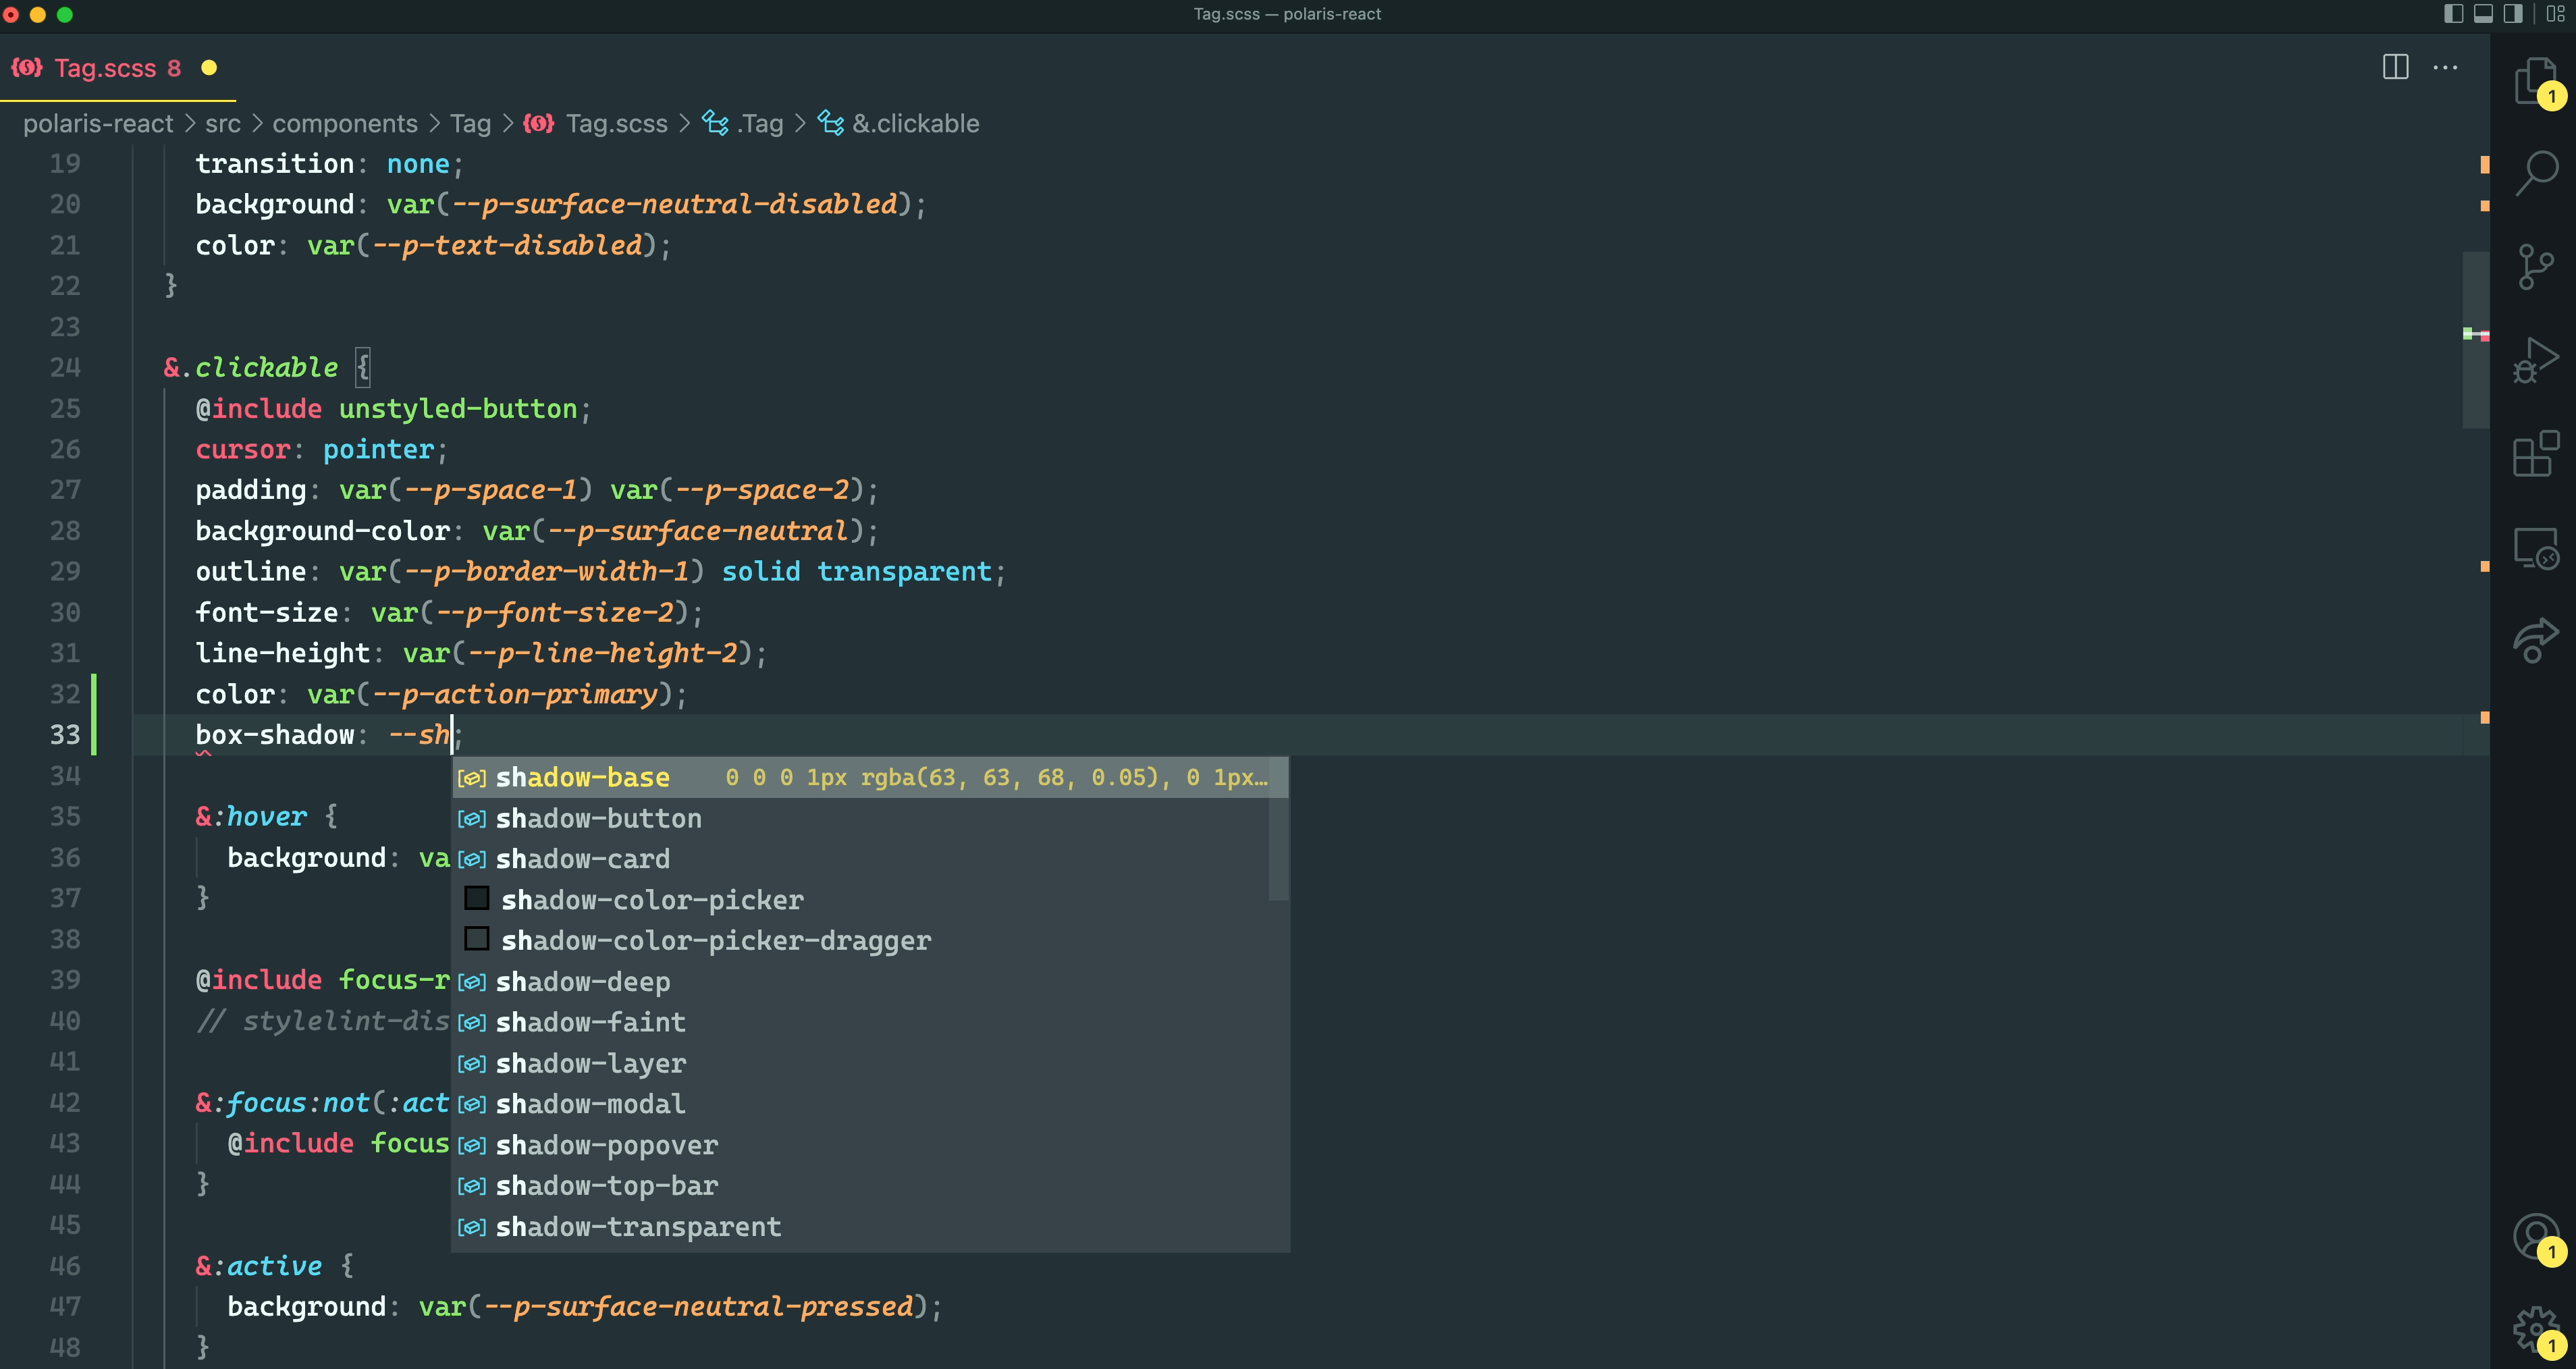 Tag.scss — polaris-react
Tag.scss 8
polaris-react > src > components > Tag > Tag.scss > .Tag > &.clickable
19 transition: none;
20 background: var(--p-surface-neutral-disabled);
21 color: var(--p-text-disabled);
22 }
23
24 &.clickable {
25 @include unstyled-button;
26 cursor: pointer;
27 padding: var(--p-space-1) var(--p-space-2);
28 background-color: var(--p-surface-neutral);
29 outline: var(--p-border-width-1) solid transparent;
30 font-size: var(--p-font-size-2);
31 line-height: var(--p-line-height-2);
32 color: var(--p-action-primary);
33 box-shadow: --sh;
34
shadow-base 0 0 0 1px rgba(63, 63, 68, 0.05), 0 1px…
35 &:hover {
shadow-button
36 background: va
shadow-card
37 }
shadow-color-picker
38
shadow-color-picker-dragger
39 @include focus-r
shadow-deep
40 // stylelint-dis
shadow-faint
41
shadow-layer
42 &:focus:not(:act
shadow-modal
43 @include focus
shadow-popover
44 }
shadow-top-bar
45
shadow-transparent
46 &:active {
47 background: var(--p-surface-neutral-pressed);
48 }
1
1
1